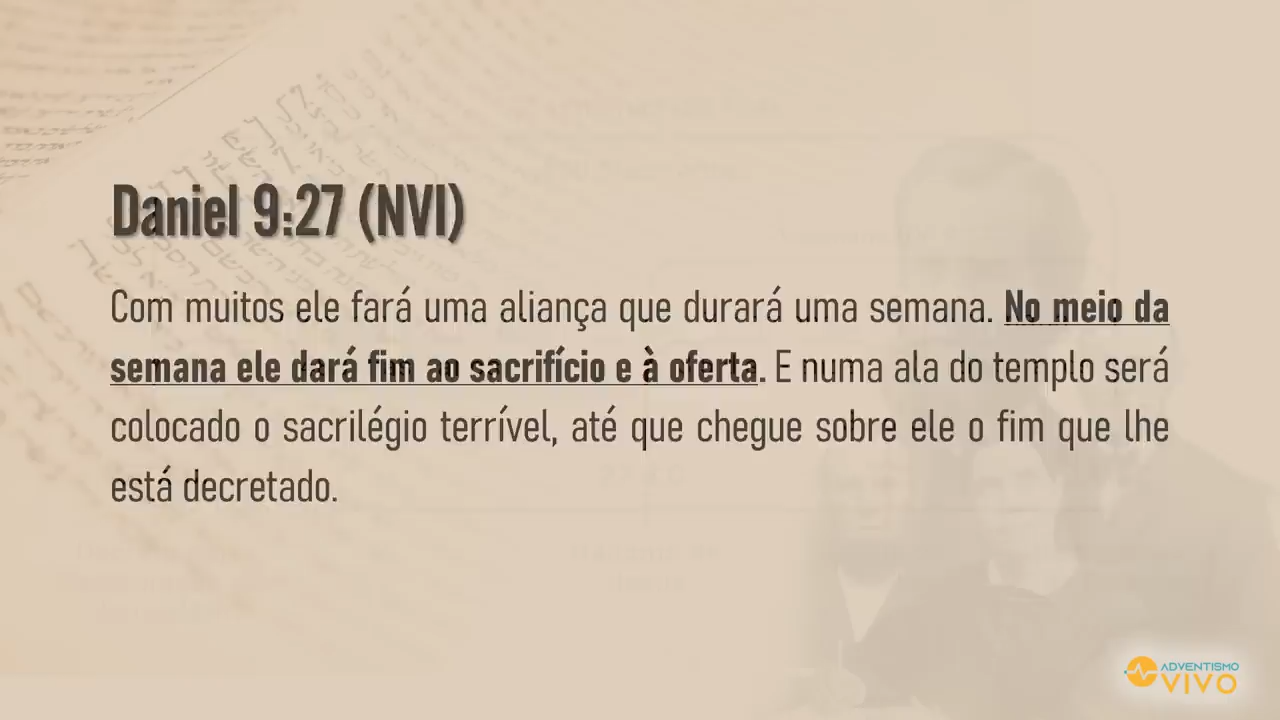 Daniel 9:27 (NVI)
Com muitos ele fará uma aliança que durará uma semana. No meio da
semana ele dará fim ao sacrifício e à oferta. E numa ala do templo será
colocado o sacrilégio terrível, até que chegue sobre ele o fim que lhe
está decretado.
ADVENTISMO
VIVO